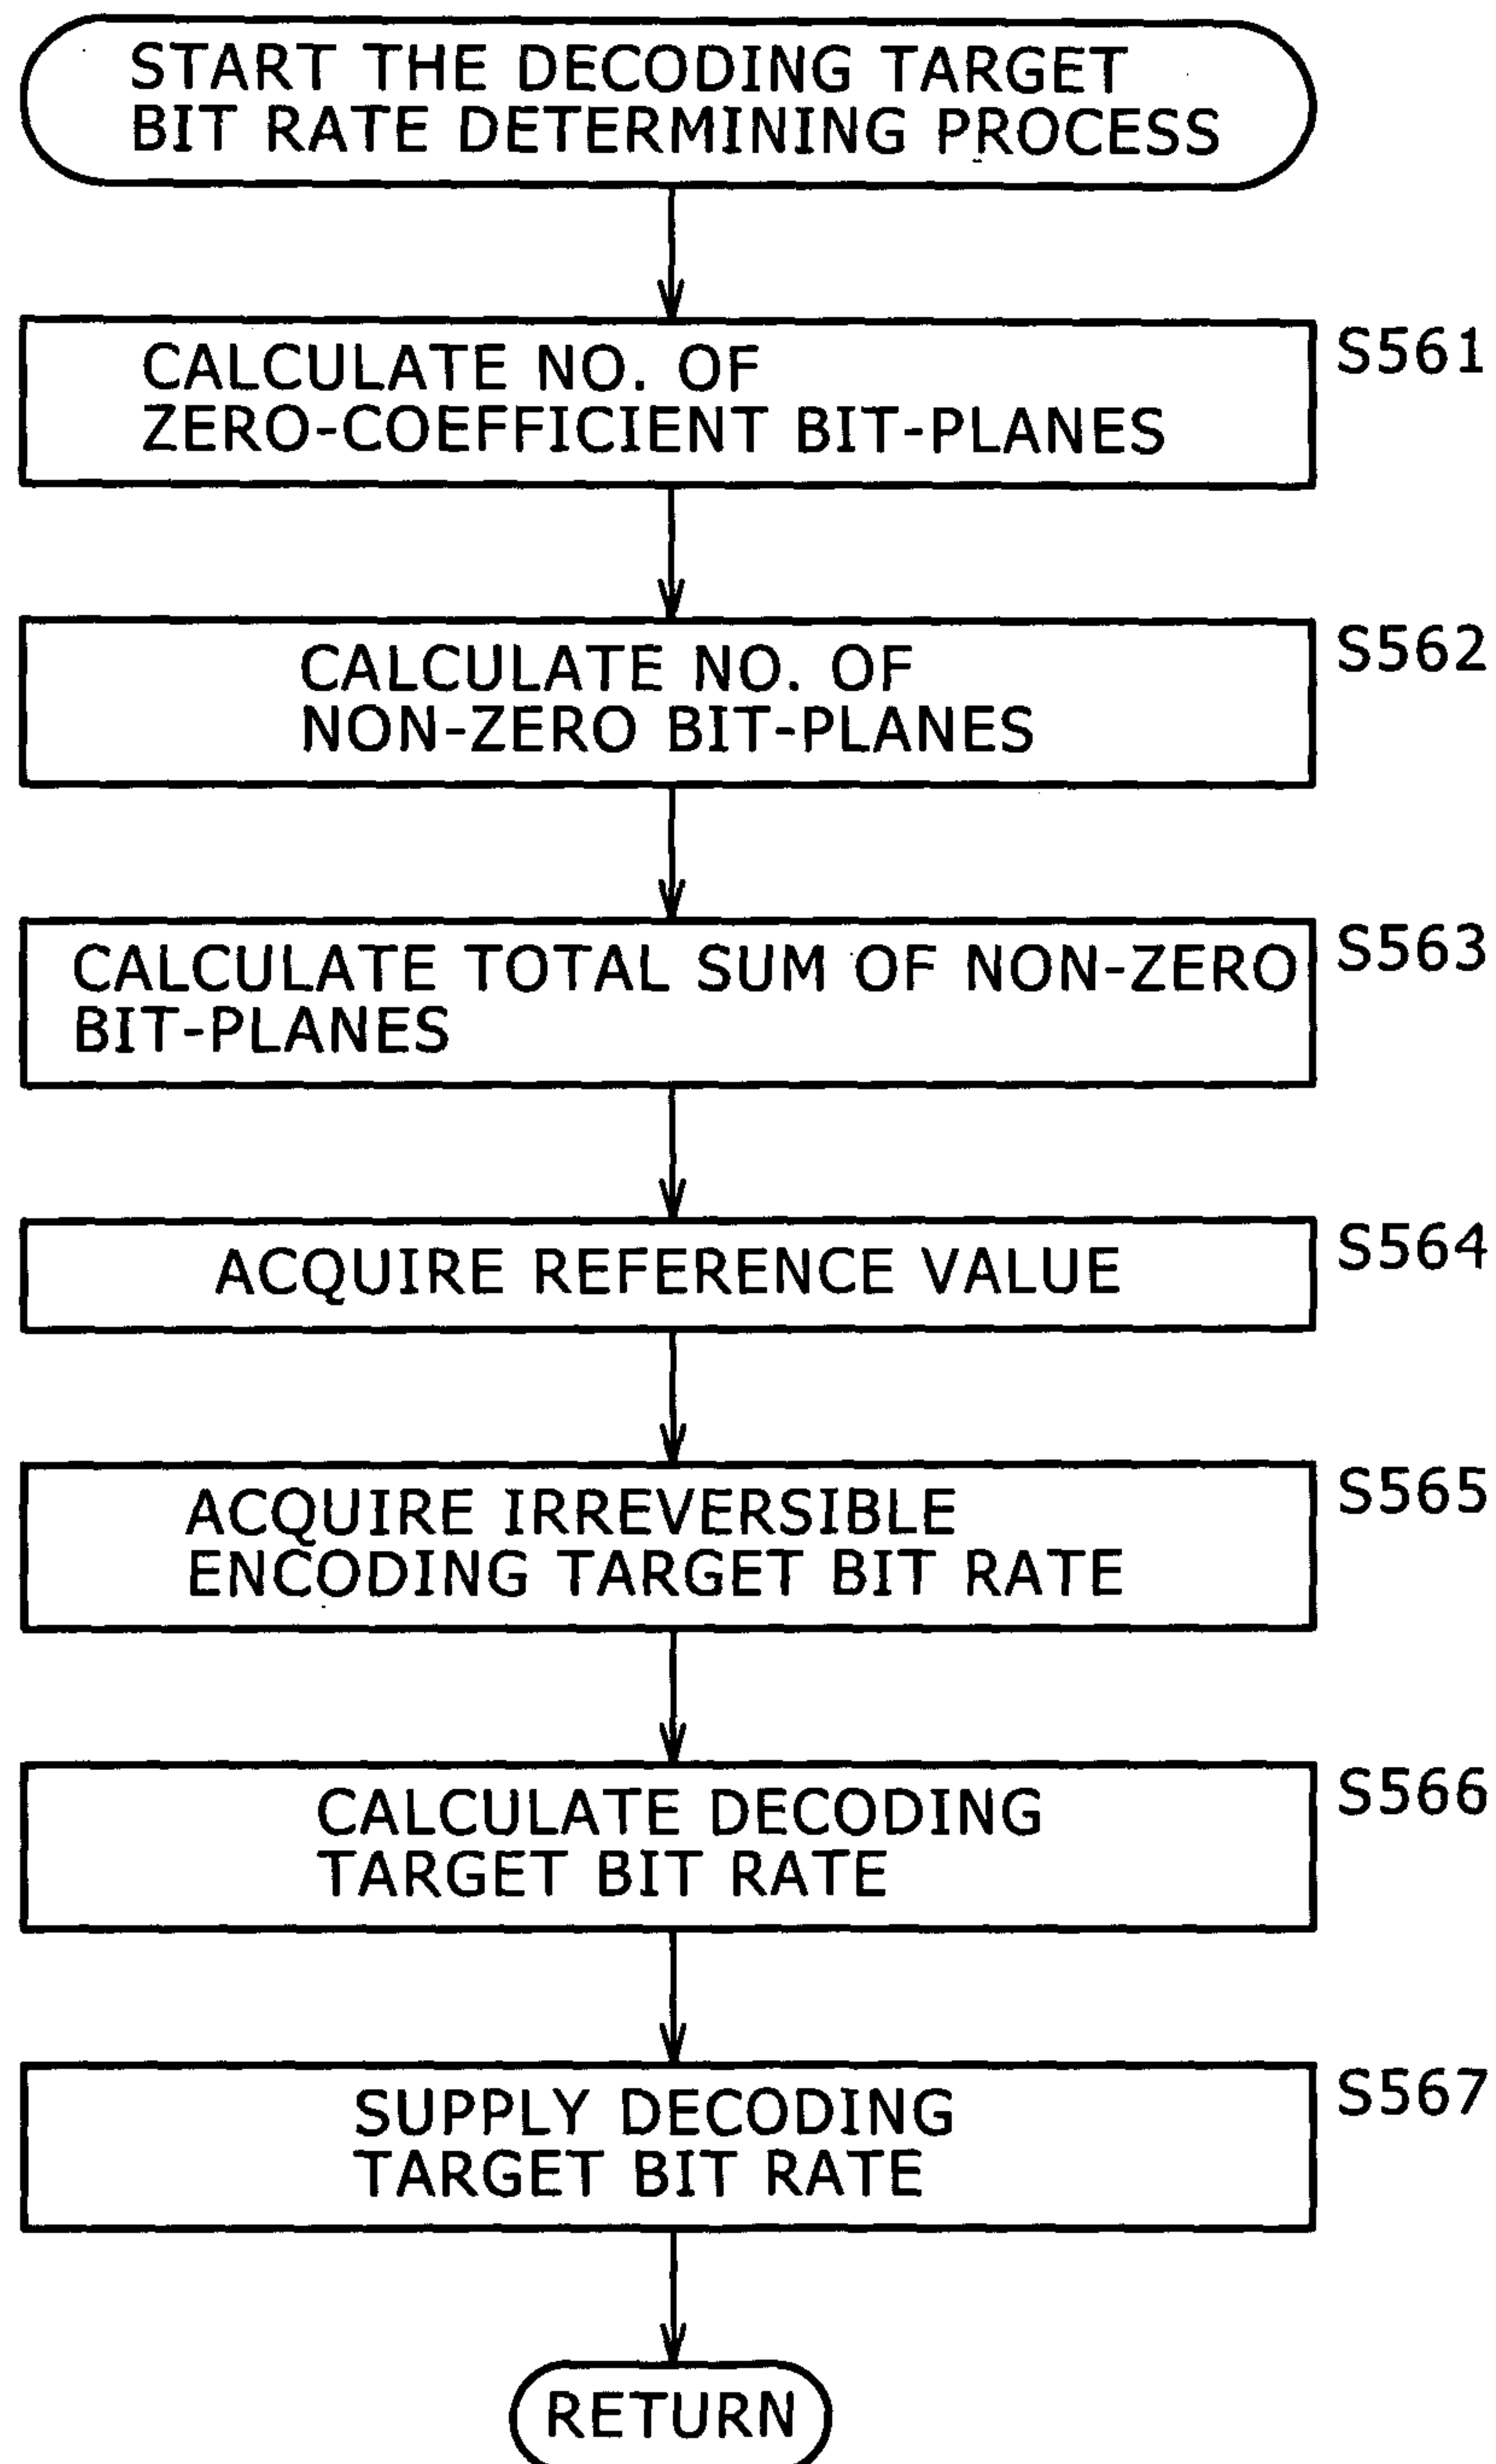 START THE DECODING TARGET
BIT RATE DETERMINING PROCESS
CALCULATE NO. OF
ZERO-COEFFICIENT BIT-PLANES
S561
CALCULATE NO. OF
NON-ZERO BIT-PLANES
S562
CALCULATE TOTAL SUM OF NON-ZERO
BIT-PLANES
S563
ACQUIRE REFERENCE VALUE
S564
ACQUIRE IRREVERSIBLE
ENCODING TARGET BIT RATE
S565
CALCULATE DECODING
TARGET BIT RATE
S566
SUPPLY DECODING
TARGET BIT RATE
S567
RETURN